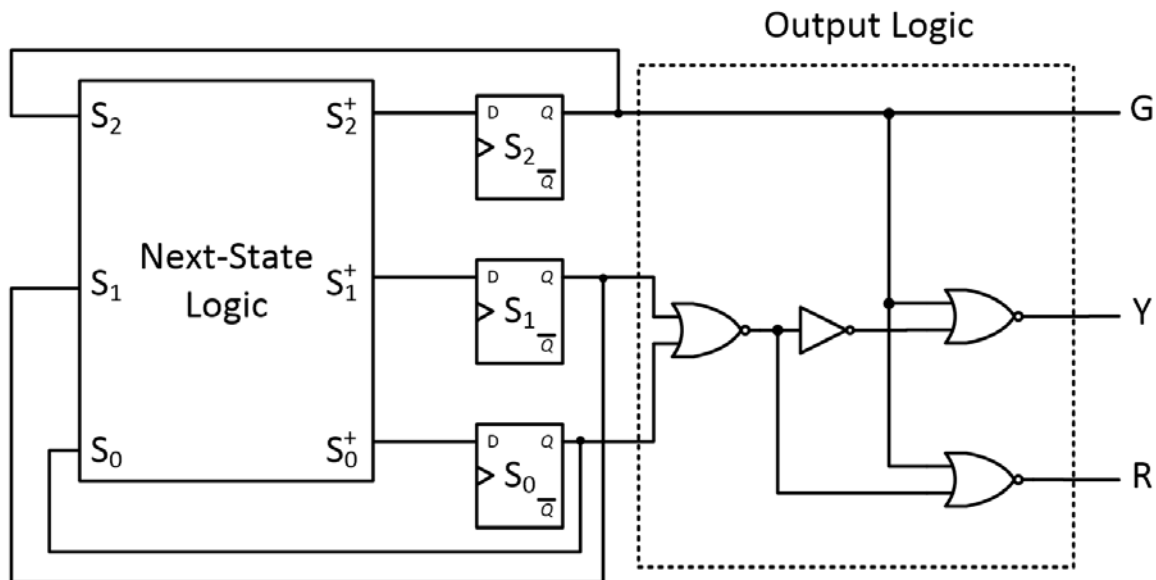 Output Logic
S₂ S₂⁺ D Q G
S₂
Q̅
Next-State
Logic
S₁ S₁⁺ D Q
S₁
Q̅
Y
S₀ S₀⁺ D Q
S₀
Q̅
R